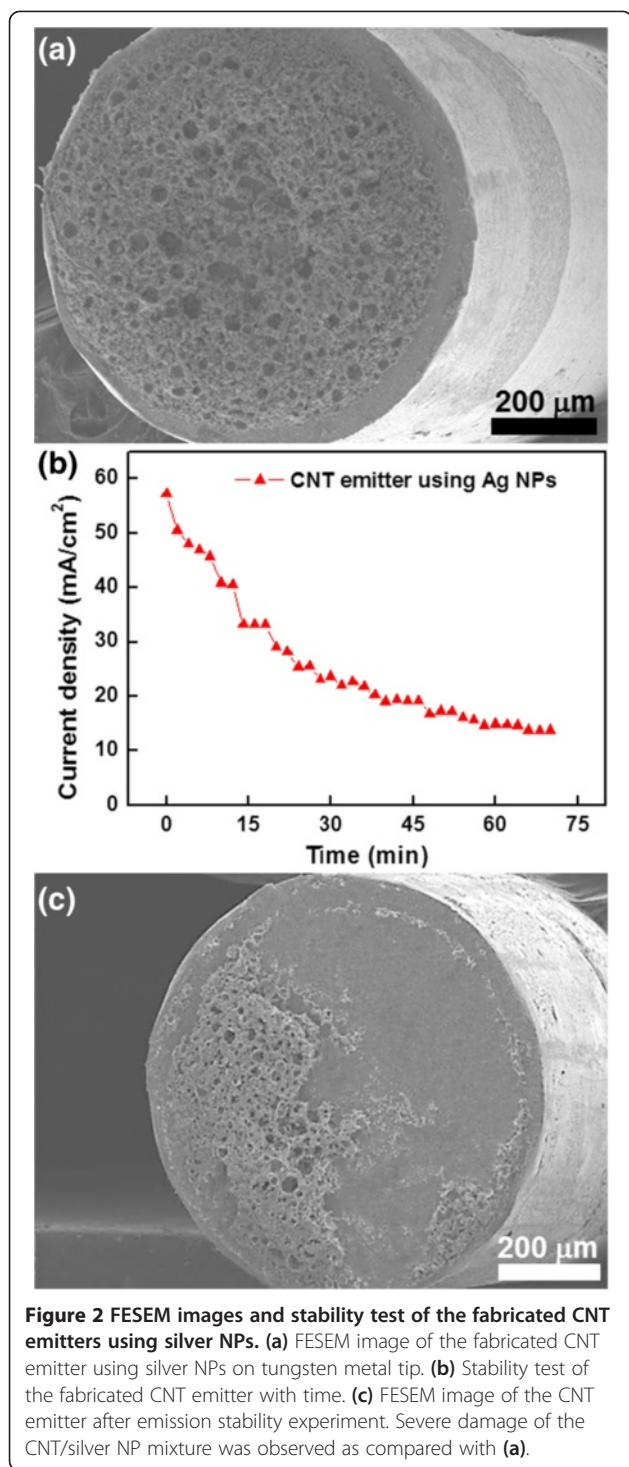 (a)
200 μm
(b)
60
50
40
30
20
10
0
Current density (mA/cm²)
CNT emitter using Ag NPs
0 15 30 45 60 75
Time (min)
(c)
200 μm
Figure 2 FESEM images and stability test of the fabricated CNT
emitters using silver NPs. (a) FESEM image of the fabricated CNT
emitter using silver NPs on tungsten metal tip. (b) Stability test of
the fabricated CNT emitter with time. (c) FESEM image of the CNT
emitter after emission stability experiment. Severe damage of the
CNT/silver NP mixture was observed as compared with (a).